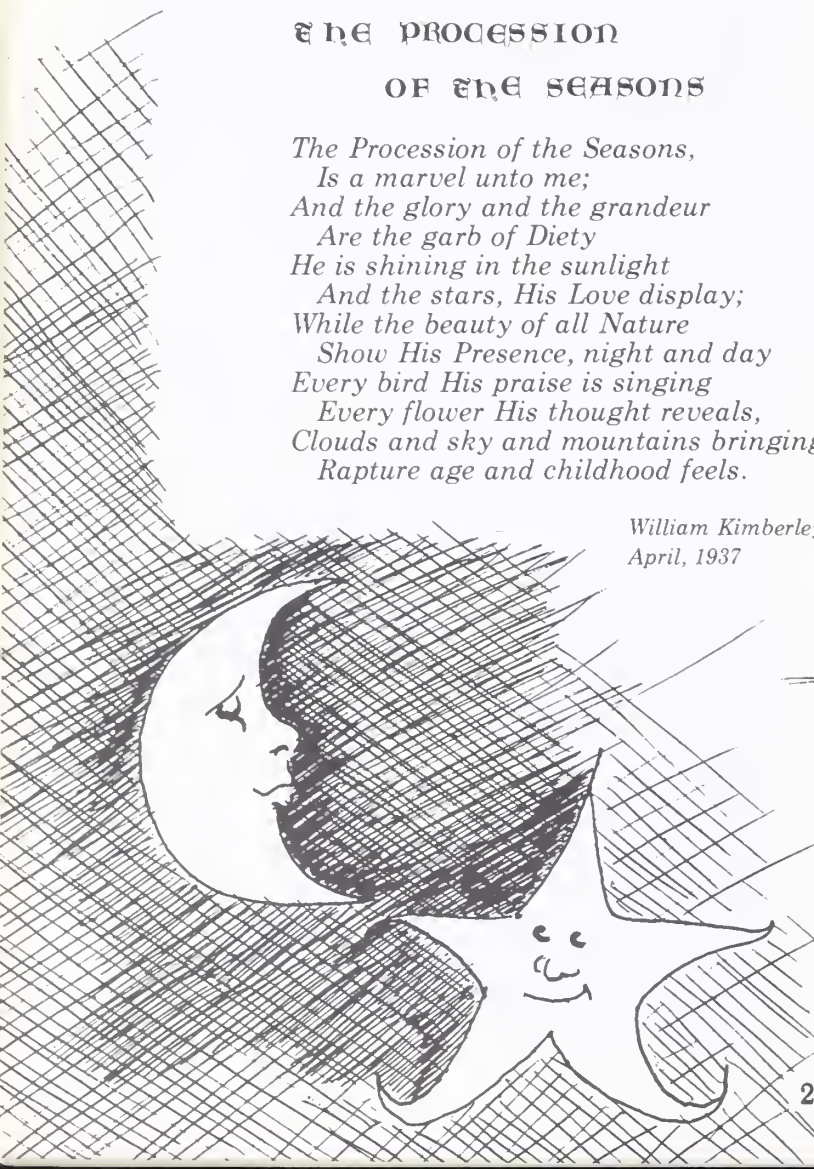 THE PROCESSION
OF THE SEASONS
The Procession of the Seasons,
Is a marvel unto me;
And the glory and the grandeur
Are the garb of Diety
He is shining in the sunlight
And the stars, His Love display;
While the beauty of all Nature
Show His Presence, night and day
Every bird His praise is singing
Every flower His thought reveals,
Clouds and sky and mountains bringing
Rapture age and childhood feels.
William Kimberley
April, 1937
2